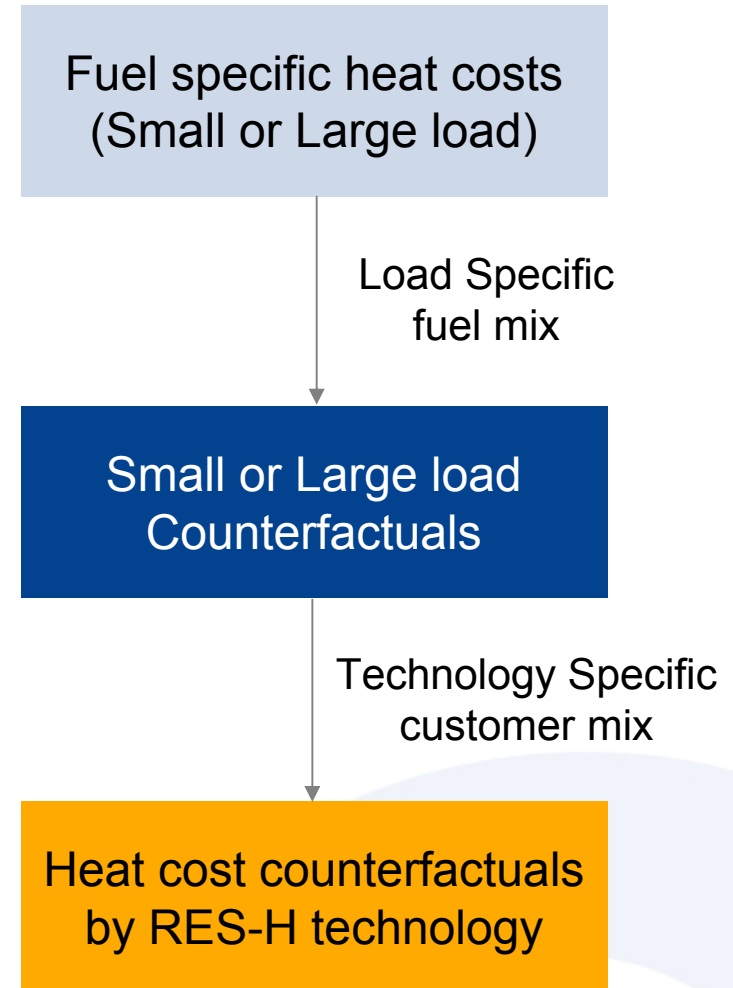 Fuel specific heat costs
(Small or Large load)
Load Specific
fuel mix
Small or Large load
Counterfactuals
Technology Specific
customer mix
Heat cost counterfactuals
by RES-H technology